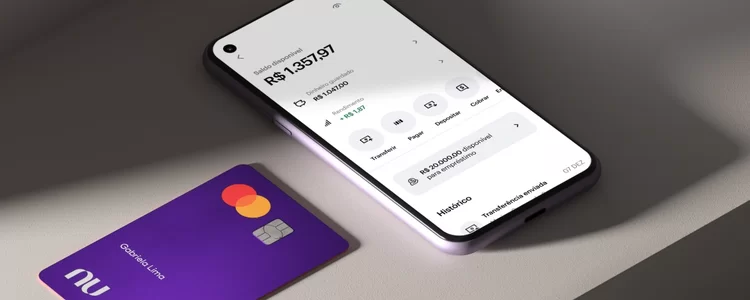 Saldo disponível
R$ 1.357,97
Dinheiro guardado
R$ 1.047,00
Rendimento
+ R$ 1,87
Transferir
Pagar
Depositar
Cobrar
R$ 20.000,00 disponível
para empréstimo
Histórico
07 DEZ
Transferência enviada
Gabriela Lima
nu